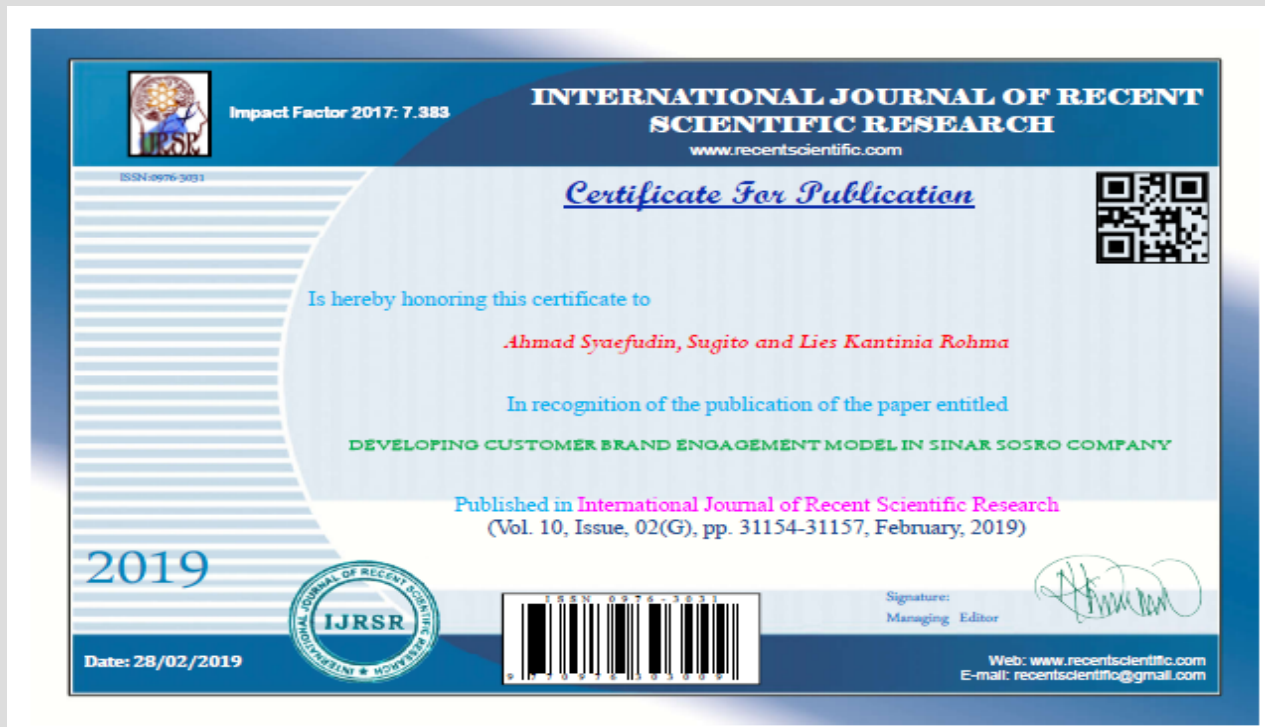 IJRSR
Impact Factor 2017: 7.383
INTERNATIONAL JOURNAL OF RECENT
SCIENTIFIC RESEARCH
www.recentscientific.com
ISSN:0976-3031
Certificate For Publication
Is hereby honoring this certificate to
Ahmad Syaefudin, Sugito and Lies Kantinia Rohma
In recognition of the publication of the paper entitled
DEVELOPING CUSTOMER BRAND ENGAGEMENT MODEL IN SINAR SOSRO COMPANY
Published in International Journal of Recent Scientific Research
(Vol. 10, Issue, 02(G), pp. 31154-31157, February, 2019)
2019
INTERNATIONAL JOURNAL OF RECENT SCIENTIFIC RESEARCH
IJRSR
ISSN 0976-3031
9 770976 303009
Signature:
Managing Editor
Date: 28/02/2019
Web: www.recentscientific.com
E-mail: recentscientific@gmail.com